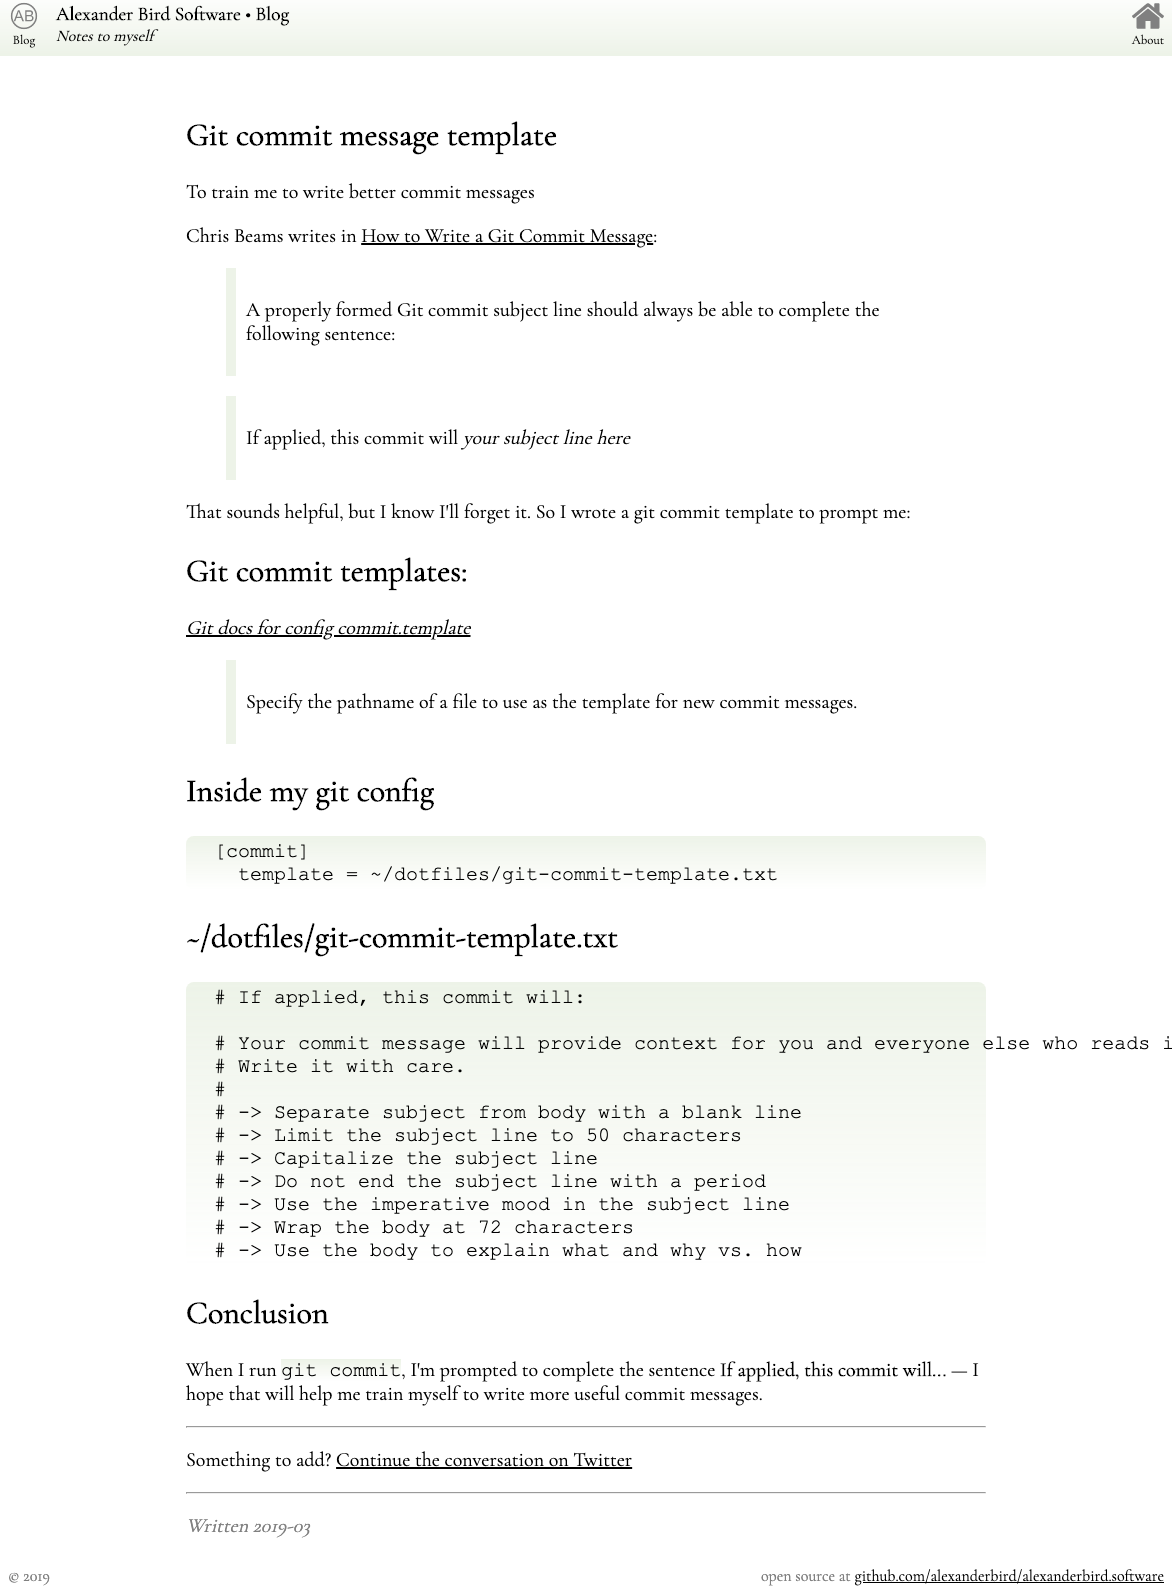 AB
Blog
Alexander Bird Software • Blog
Notes to myself
About
Git commit message template
To train me to write better commit messages
Chris Beams writes in How to Write a Git Commit Message:
A properly formed Git commit subject line should always be able to complete the
following sentence:
If applied, this commit will your subject line here
That sounds helpful, but I know I'll forget it. So I wrote a git commit template to prompt me:
Git commit templates:
Git docs for config commit.template
Specify the pathname of a file to use as the template for new commit messages.
Inside my git config
[commit]
  template = ~/dotfiles/git-commit-template.txt
~/dotfiles/git-commit-template.txt
# If applied, this commit will:
# Your commit message will provide context for you and everyone else who reads
# Write it with care.
#
# -> Separate subject from body with a blank line
# -> Limit the subject line to 50 characters
# -> Capitalize the subject line
# -> Do not end the subject line with a period
# -> Use the imperative mood in the subject line
# -> Wrap the body at 72 characters
# -> Use the body to explain what and why vs. how
Conclusion
When I run git commit, I'm prompted to complete the sentence If applied, this commit will... — I
hope that will help me train myself to write more useful commit messages.
Something to add? Continue the conversation on Twitter
Written 2019-03
© 2019
open source at github.com/alexanderbird/alexanderbird.software